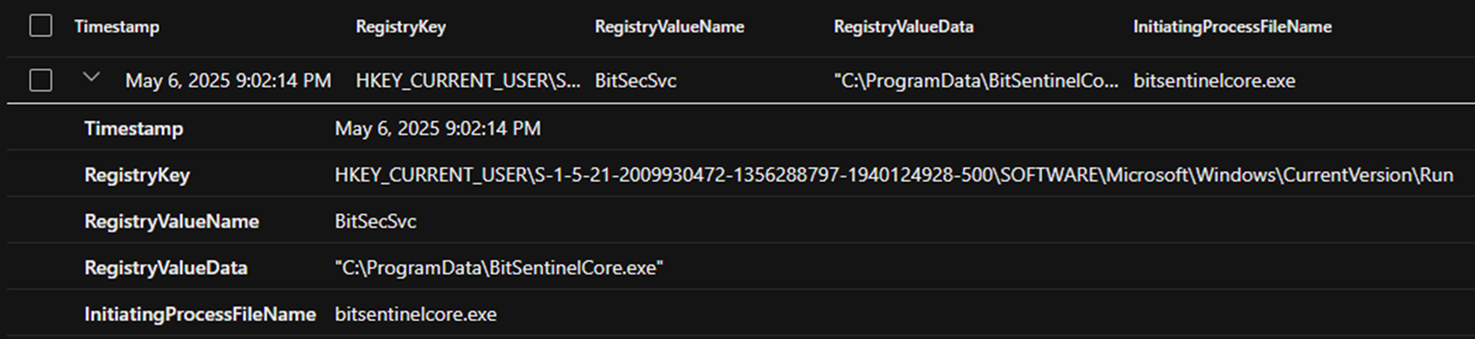 Timestamp RegistryKey RegistryValueName RegistryValueData InitiatingProcessFileName
May 6, 2025 9:02:14 PM HKEY_CURRENT_USER\S... BitSecSvc "C:\ProgramData\BitSentinelCo... bitsentinelcore.exe
Timestamp May 6, 2025 9:02:14 PM
RegistryKey HKEY_CURRENT_USER\S-1-5-21-2009930472-1356288797-1940124928-500\SOFTWARE\Microsoft\Windows\CurrentVersion\Run
RegistryValueName BitSecSvc
RegistryValueData "C:\ProgramData\BitSentinelCore.exe"
InitiatingProcessFileName bitsentinelcore.exe